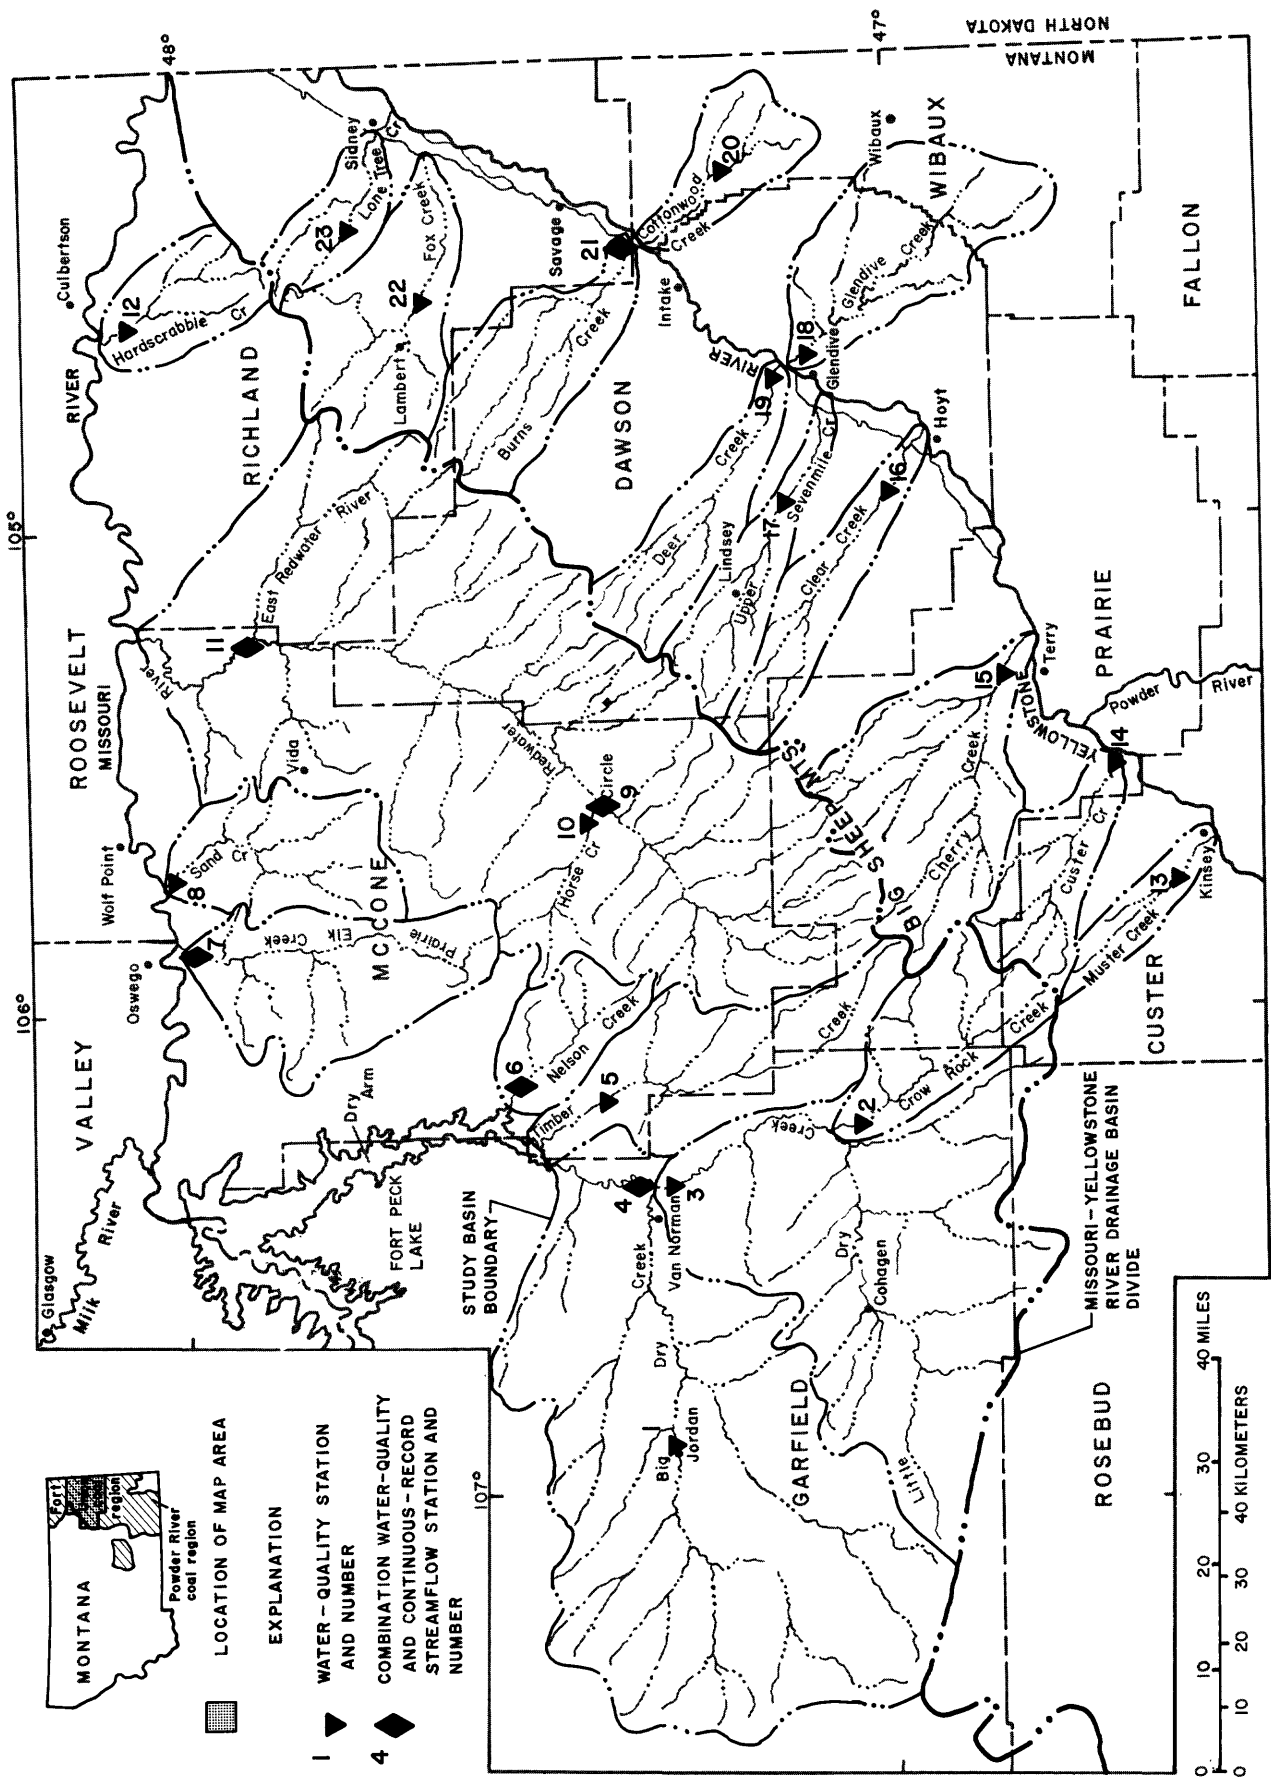 MONTANA
Fort
region
Powder River
coal region
LOCATION OF MAP AREA
EXPLANATION
1
WATER-QUALITY STATION
AND NUMBER
4
COMBINATION WATER-QUALITY
AND CONTINUOUS-RECORD
STREAMFLOW STATION AND
NUMBER
107°
106°
105°
48°
47°
Glasgow
Milk
River
VALLEY
Oswego
Wolf Point
ROOSEVELT
MISSOURI
RIVER
Culbertson
12
Hardscrabble
Cr
RICHLAND
23
Lone Tree
Cr
Sidney
Fox Creek
22
Lambert
Savage
21
Cottonwood
Creek
20
Intake
Burns
Creek
DAWSON
MONTANA
NORTH DAKOTA
Wibaux
WIBAUX
Glendive
Creek
18
Glendive
RIVER
19
Deer
Creek
17
Sevenmile
Cr
Upper
Lindsey
Clear
Creek
16
Hoyt
FALLON
PRAIRIE
Terry
15
YELLOWSTONE
Powder
River
YELLOWSTONE
14
Custer
Cr
Cherry
Creek
BIG SHEEP MTS.
13
Kinsey
Muster Creek
CUSTER
River
11
East Redwater
River
Vida
Redwater
Circle
9
10
Horse Cr
8
Sand
Cr
7
Prairie
Elk
Creek
MC CONE
6
Nelson
Creek
5
Timber
Creek
Dry
Arm
FORT PECK
LAKE
STUDY BASIN
BOUNDARY
4
Van Norman
3
Creek
Dry
Big
1
Jordan
GARFIELD
Little
Dry
Creek
Cohagen
2
Crow
Rock
Creek
MISSOURI-YELLOWSTONE
RIVER DRAINAGE BASIN
DIVIDE
ROSEBUD
0 10 20 30 40 MILES
0 10 20 30 40 KILOMETERS